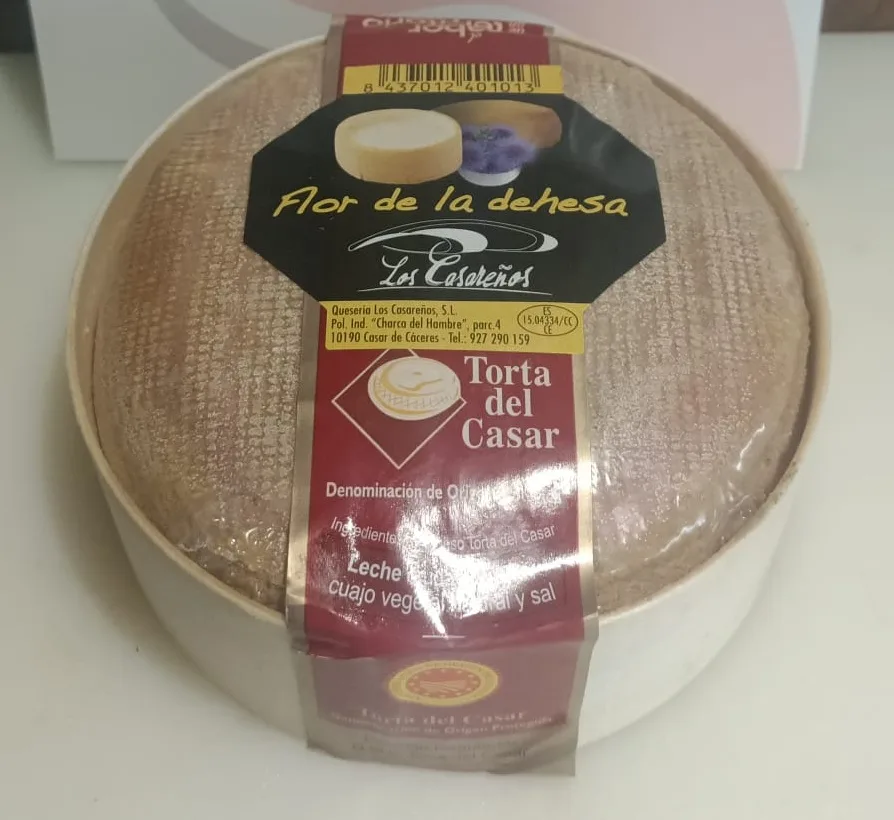 8 437012 401013
Flor de la dehesa
Los Casareños
Quesería Los Casareños, S.L.
Pol. Ind. "Charca del Hambre", parc.4
10190 Casar de Cáceres - Tel.: 927 290 159
ES
15.04334/CC
CE
Torta
del
Casar
Denominación de
Torta del Casar
Leche
cuajo y sal
Torta del Casar